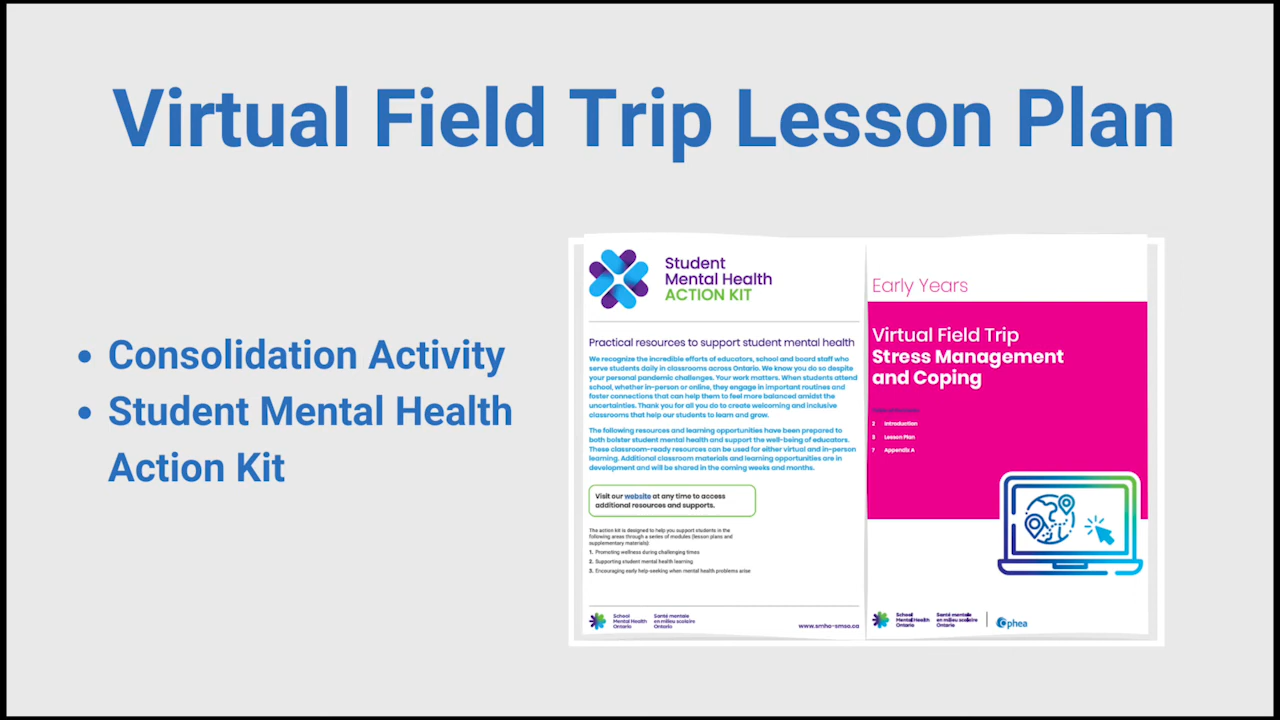 Virtual Field Trip Lesson Plan
• Consolidation Activity
• Student Mental Health
Action Kit
Student
Mental Health
ACTION KIT
Practical resources to support student mental health
We recognize the incredible efforts of educators, school and board staff who
serve students daily in classrooms across Ontario. We know you do so despite
your personal pandemic challenges. Your work matters. When students attend
school, whether in-person or online, they engage in important routines and
foster connections that can help them to feel more balanced amidst the
uncertainties. Thank you for all you do to create welcoming and inclusive
classrooms that help our students to learn and grow.
The following resources and learning opportunities have been prepared to
both bolster student mental health and support the well-being of educators.
These classroom-ready resources can be used for either virtual and in-person
learning. Additional classroom materials and learning opportunities are in
development and will be shared in the coming weeks and months.
Visit our website at any time to access
additional resources and supports.
The action kit is designed to help you support students in the
following areas through a series of modules (lesson plans and
supplementary materials):
1. Promoting wellness during challenging times
2. Supporting student mental health learning
3. Encouraging early help-seeking when mental health problems arise
School
Mental Health
Ontario
Santé mentale
en milieu scolaire
Ontario
www.smho-smso.ca
Early Years
Virtual Field Trip
Stress Management
and Coping
2 Introduction
3 Lesson Plan
7 Appendix A
School
Mental Health
Ontario
Santé mentale
en milieu scolaire
Ontario
Ophea